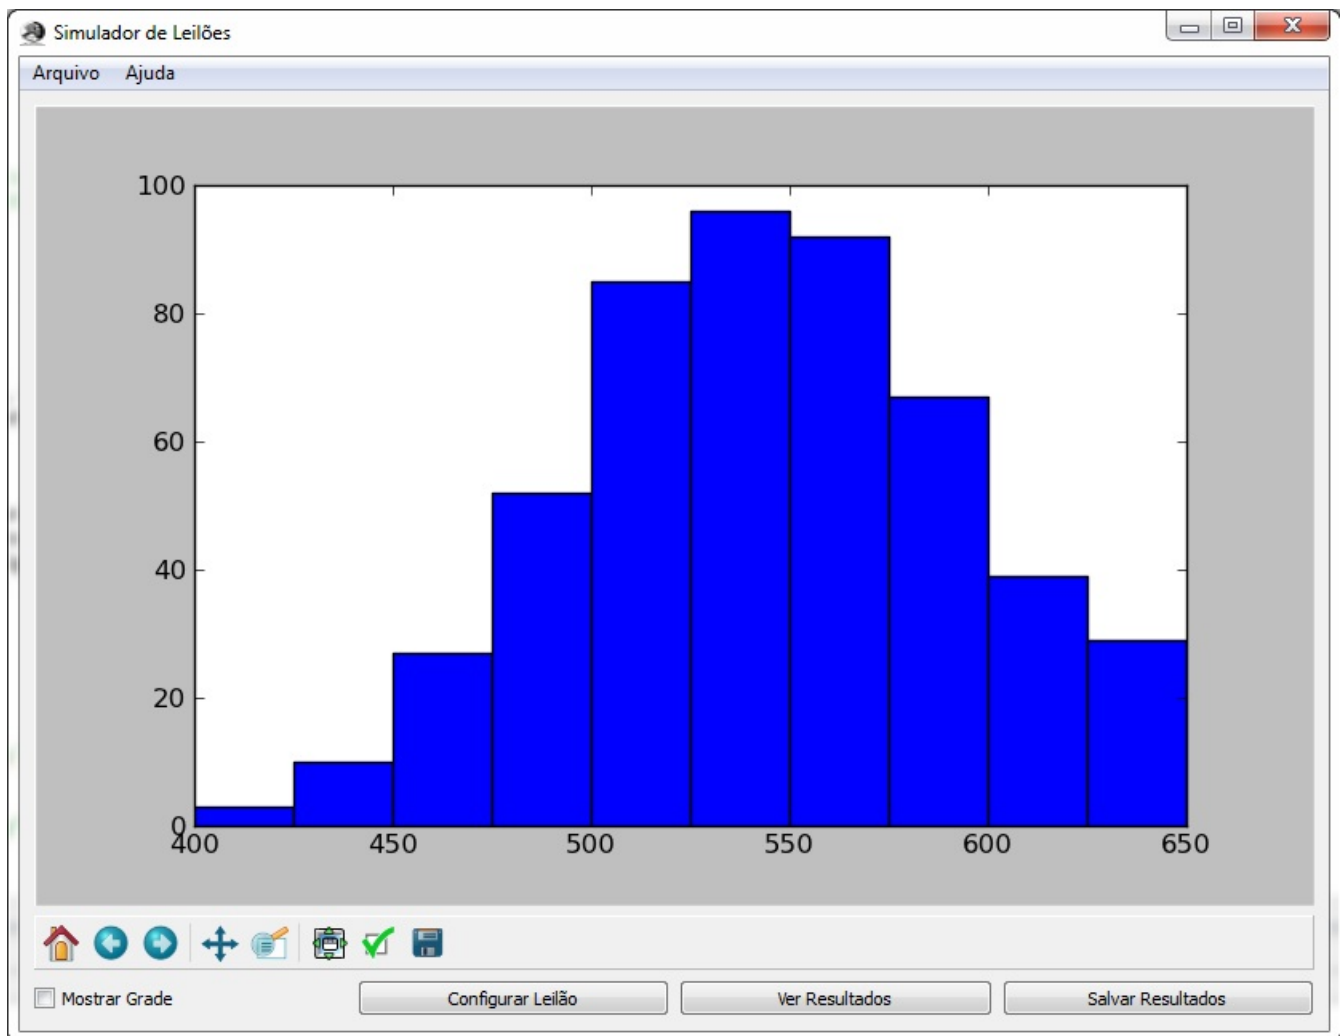 Simulador de Leilões
Arquivo Ajuda
100
80
60
40
20
0
400 450 500 550 600 650
Mostrar Grade Configurar Leilão Ver Resultados Salvar Resultados